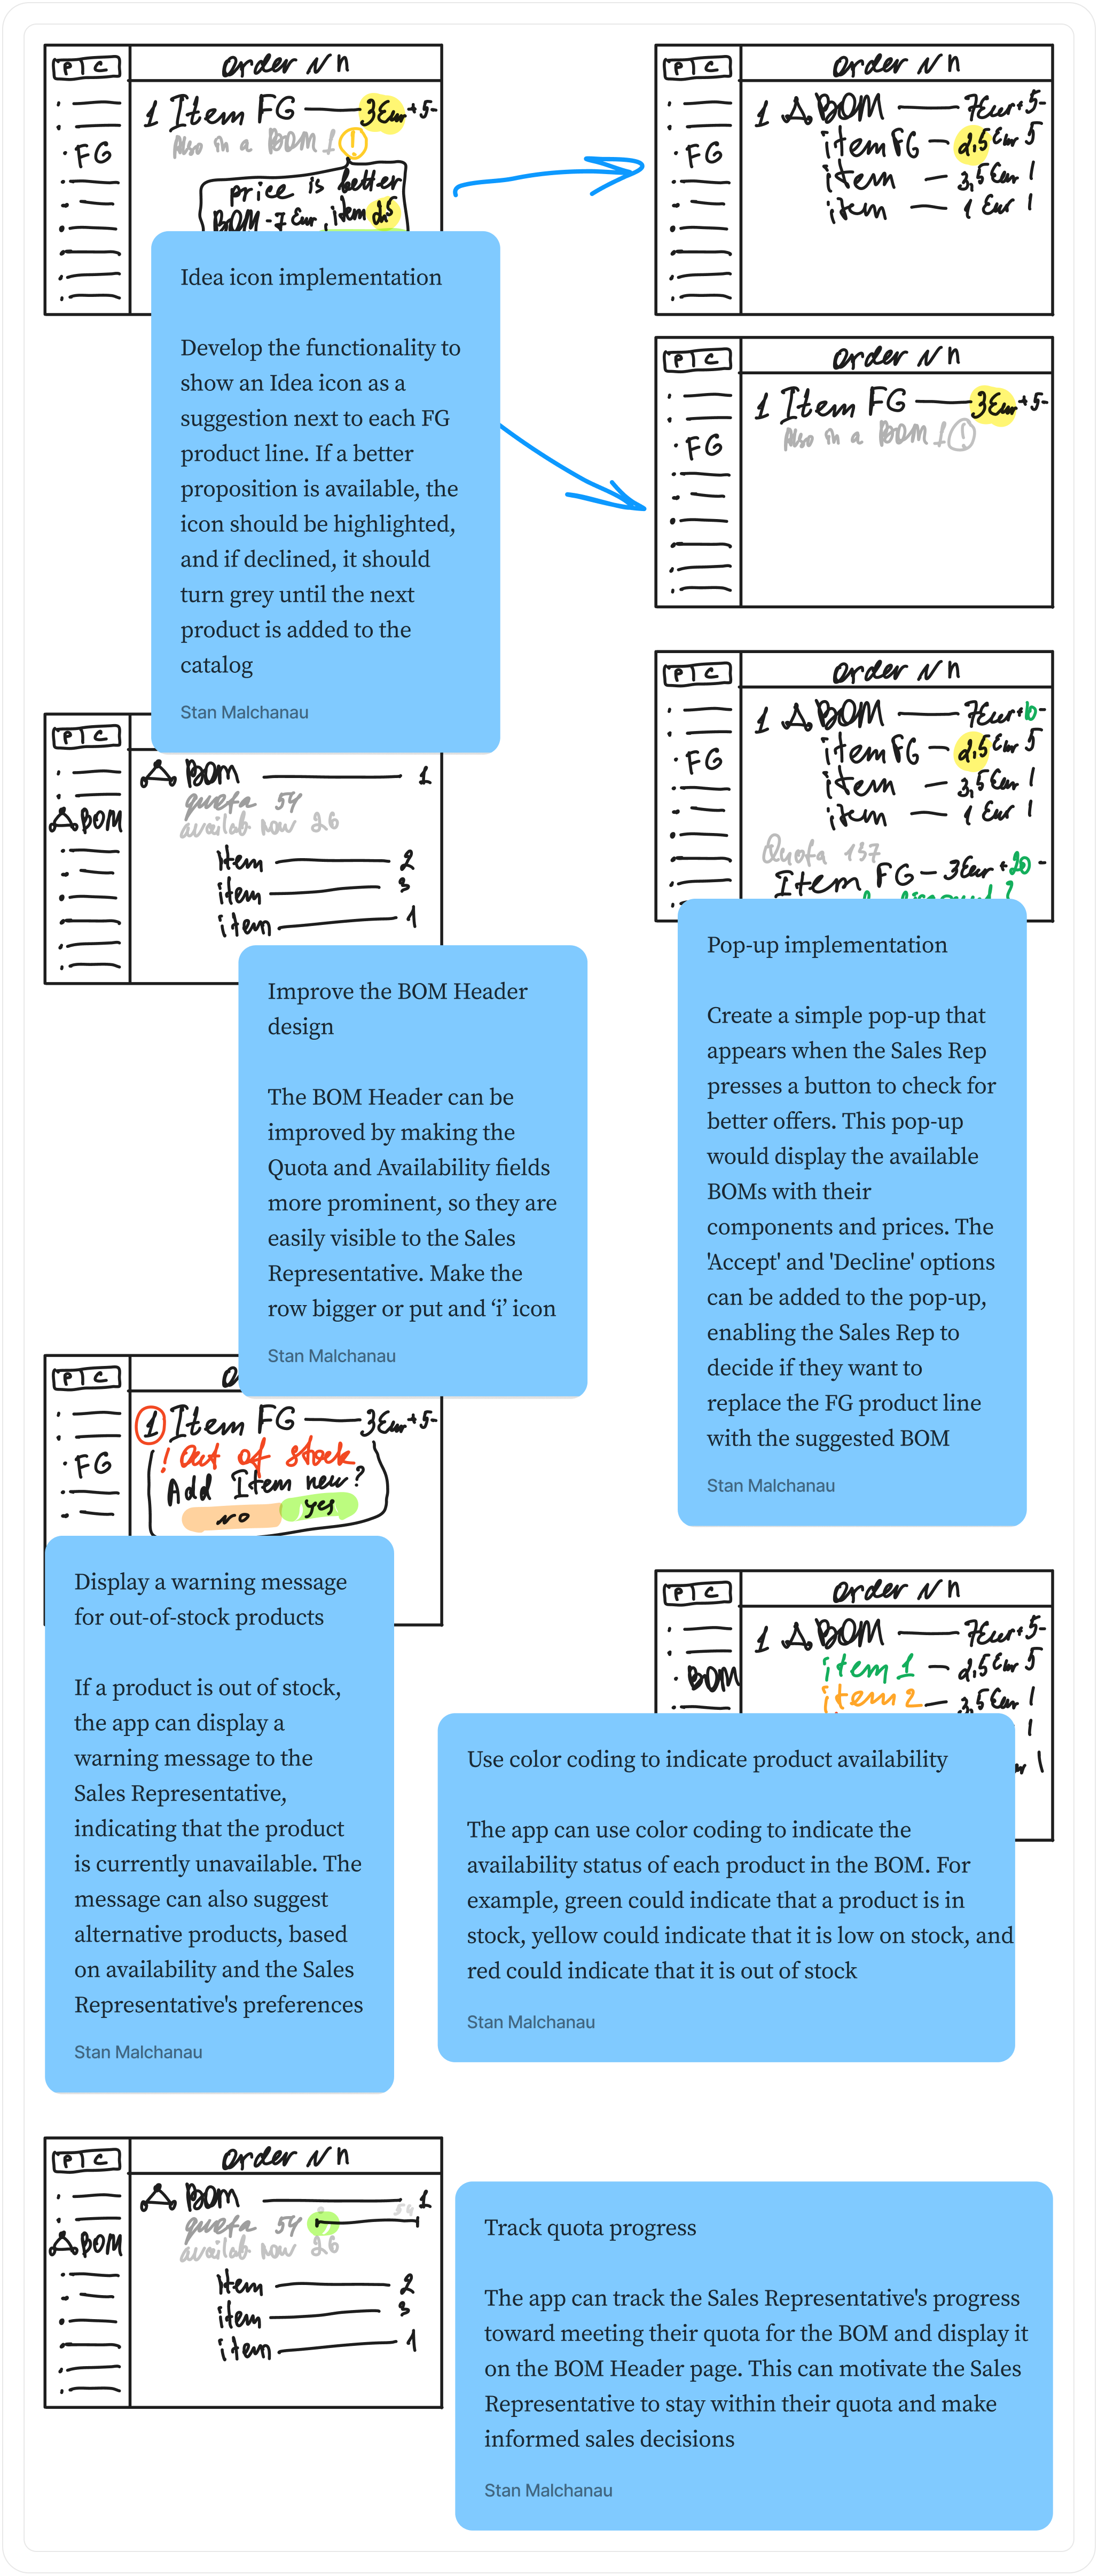 PTC
order N n
1 Item FG 3Eur + 5-
FG
Also in a BOM 1 !
price is better
BOM - 7 Eur, item 2.5
PTC
order N n
1 BOM 7Eur + 5-
FG
item FG - 2,5 Eur 5
item - 3,5 Eur 1
item - 1 Eur 1
Idea icon implementation
Develop the functionality to
show an Idea icon as a
suggestion next to each FG
product line. If a better
proposition is available, the
icon should be highlighted,
and if declined, it should
turn grey until the next
product is added to the
catalog
Stan Malchanau
PTC
order N n
1 Item FG 3Eur + 5-
FG
Also in a BOM 1 !
PTC
order N n
1 BOM 7Eur + 10-
FG
item FG - 2,5 Eur 5
item - 3,5 Eur 1
item - 1 Eur 1
Quota 137
Item FG - 3Eur + 20 -
PTC
BOM 1
BOM
quota 54
availab now 26
Item 2
item 3
item 1
Improve the BOM Header
design
The BOM Header can be
improved by making the
Quota and Availability fields
more prominent, so they are
easily visible to the Sales
Representative. Make the
row bigger or put and ‘i’ icon
Stan Malchanau
Pop-up implementation
Create a simple pop-up that
appears when the Sales Rep
presses a button to check for
better offers. This pop-up
would display the available
BOMs with their
components and prices. The
'Accept' and 'Decline' options
can be added to the pop-up,
enabling the Sales Rep to
decide if they want to
replace the FG product line
with the suggested BOM
Stan Malchanau
PTC
1 Item FG 3Eur + 5-
FG
! Out of stock
Add Item new?
no yes
Display a warning message
for out-of-stock products
If a product is out of stock,
the app can display a
warning message to the
Sales Representative,
indicating that the product
is currently unavailable. The
message can also suggest
alternative products, based
on availability and the Sales
Representative's preferences
Stan Malchanau
PTC
order N n
1 BOM 7Eur + 5-
BOM
item 1 - 2,5 Eur 5
item 2 - 3,5 Eur 1
1
1
Use color coding to indicate product availability
The app can use color coding to indicate the
availability status of each product in the BOM. For
example, green could indicate that a product is in
stock, yellow could indicate that it is low on stock, and
red could indicate that it is out of stock
Stan Malchanau
PTC
order N n
BOM 1
BOM
quota 54 54
availab now 26
Item 2
item 3
item 1
Track quota progress
The app can track the Sales Representative's progress
toward meeting their quota for the BOM and display it
on the BOM Header page. This can motivate the Sales
Representative to stay within their quota and make
informed sales decisions
Stan Malchanau